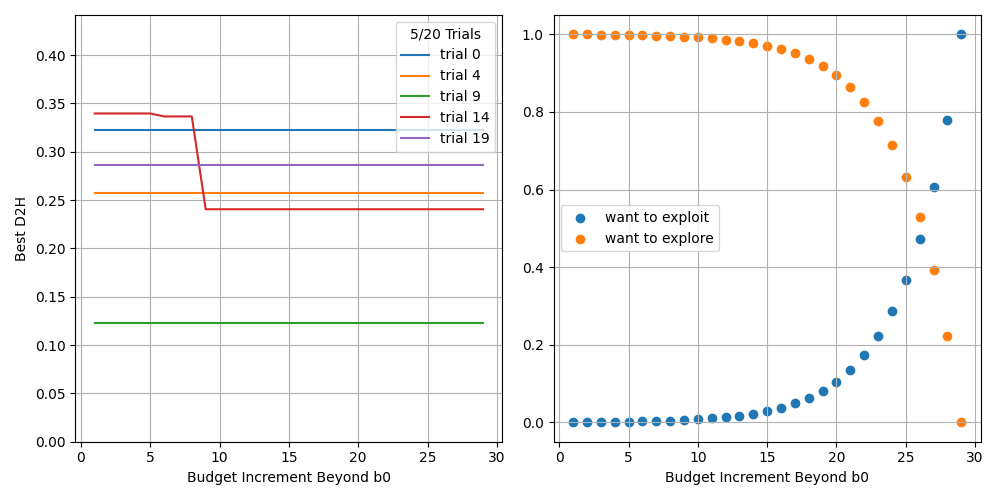 5/20 Trials
trial 0
trial 4
trial 9
trial 14
trial 19
0.40
0.35
0.30
0.25
0.20
0.15
0.10
0.05
0.00
Best D2H
0 5 10 15 20 25 30
Budget Increment Beyond b0
1.0
0.8
0.6
0.4
0.2
0.0
want to exploit
want to explore
0 5 10 15 20 25 30
Budget Increment Beyond b0